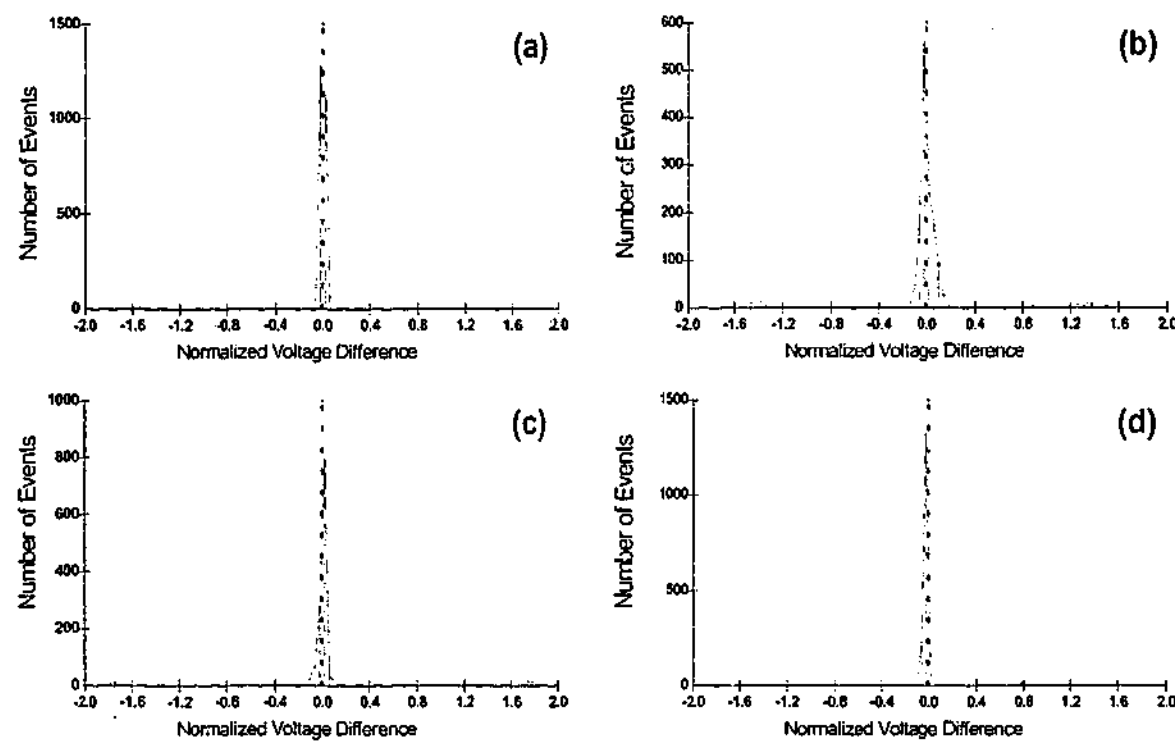 (a)
Number of Events
1500
1000
500
0
-2.0 -1.6 -1.2 -0.8 -0.4 0.0 0.4 0.8 1.2 1.6 2.0
Normalized Voltage Difference
(b)
Number of Events
600
500
400
300
200
100
0
-2.0 -1.6 -1.2 -0.8 -0.4 0.0 0.4 0.8 1.2 1.6 2.0
Normalized Voltage Difference
(c)
Number of Events
1000
800
600
400
200
0
-2.0 -1.6 -1.2 -0.8 -0.4 0.0 0.4 0.8 1.2 1.6 2.0
Normalized Voltage Difference
(d)
Number of Events
1500
1000
500
0
-2.0 -1.6 -1.2 -0.8 -0.4 0.0 0.4 0.8 1.2 1.6 2.0
Normalized Voltage Difference